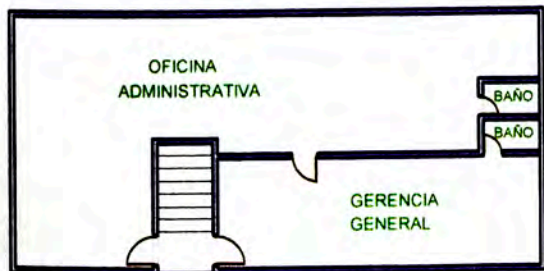 OFICINA
ADMINISTRATIVA
BAÑO
BAÑO
GERENCIA
GENERAL